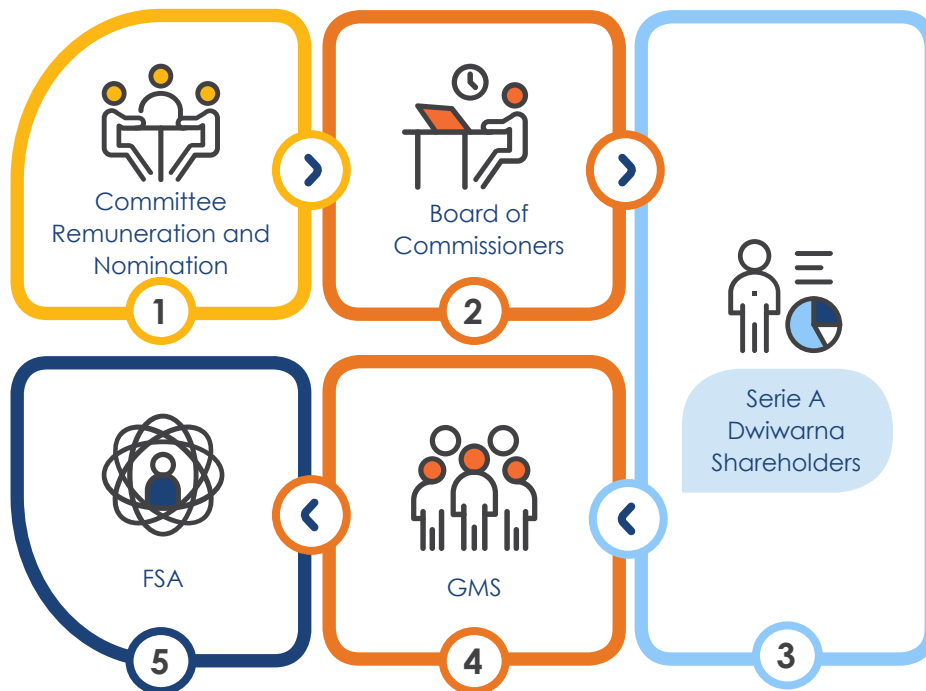 Committee
Remuneration and
Nomination
1
Board of
Commissioners
2
Serie A
Dwiwarna
Shareholders
3
GMS
4
FSA
5